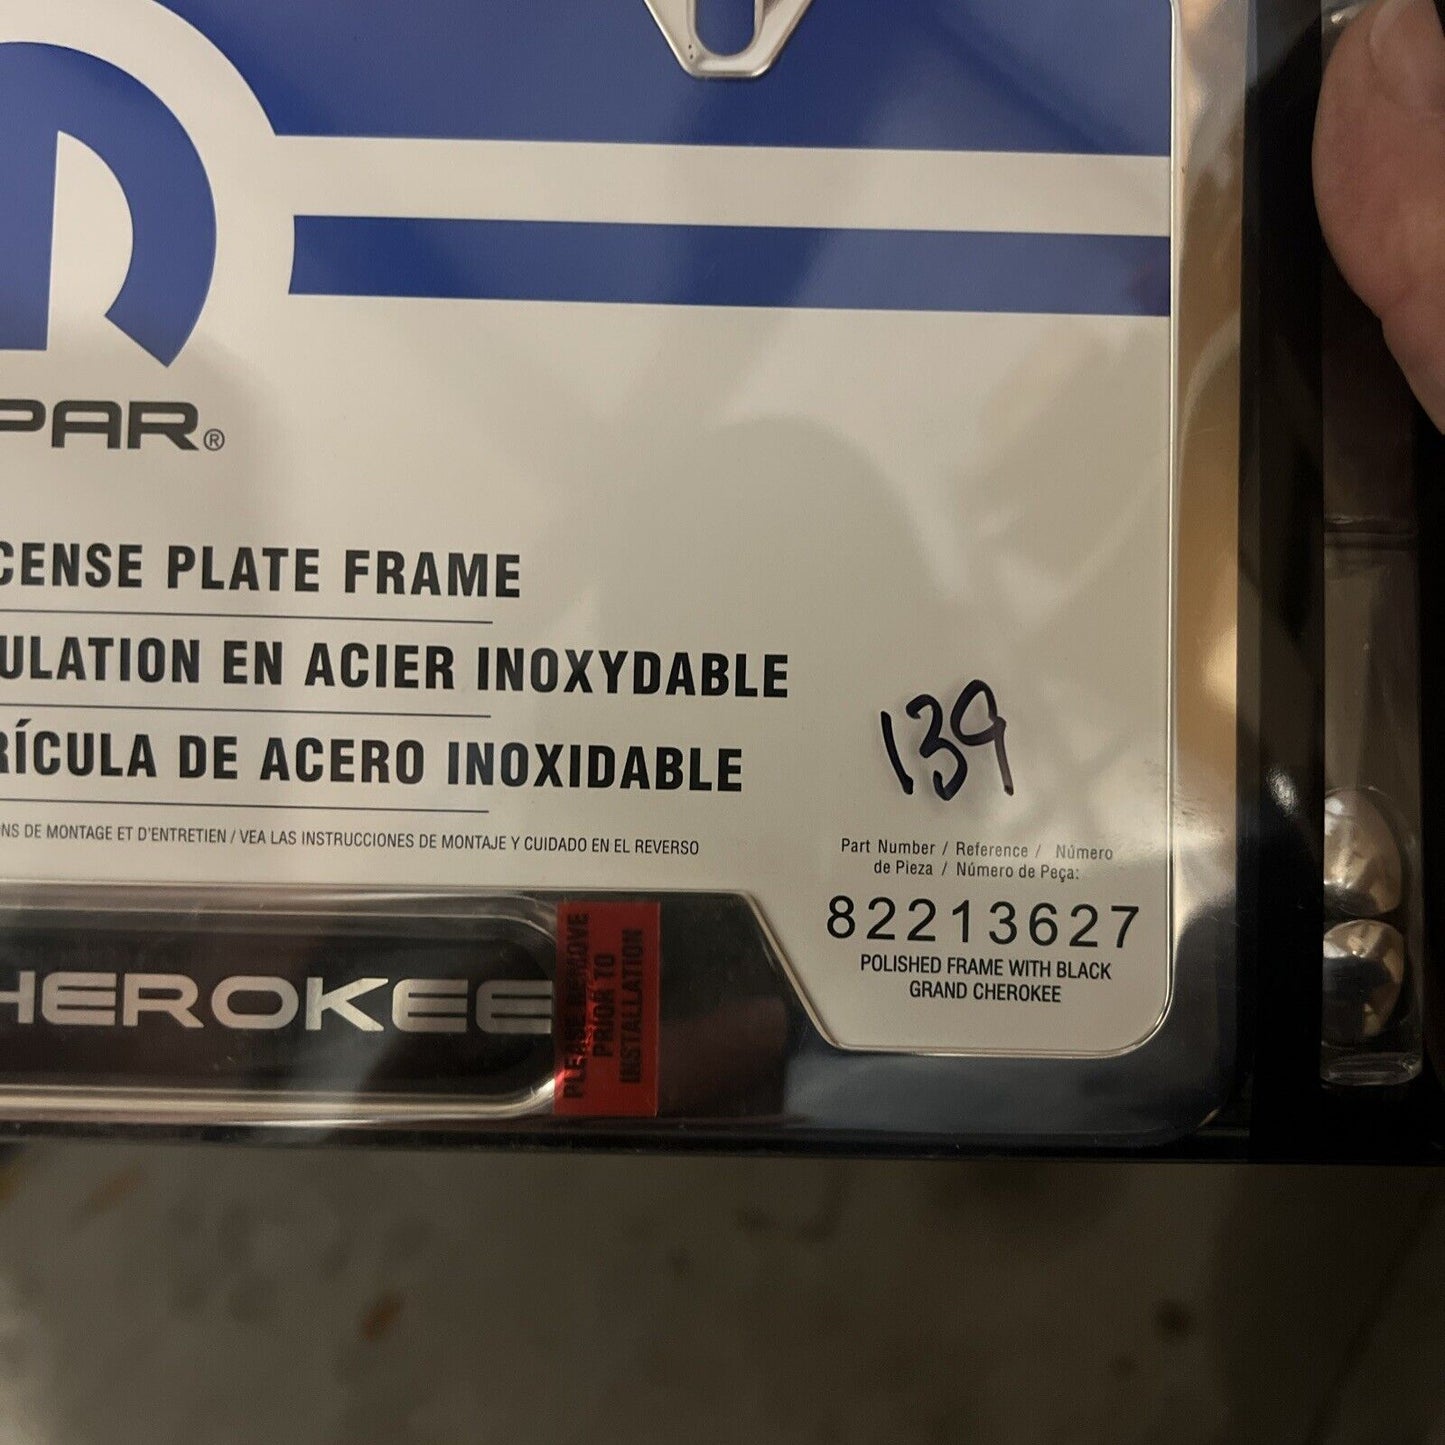 PAR®
CENSE PLATE FRAME
ULATION EN ACIER INOXYDABLE
RÍCULA DE ACERO INOXIDABLE
NS DE MONTAGE ET D'ENTRETIEN / VEA LAS INSTRUCCIONES DE MONTAJE Y CUIDADO EN EL REVERSO
139
Part Number / Reference / Número
de Pieza / Número de Peça:
82213627
POLISHED FRAME WITH BLACK
GRAND CHEROKEE
HEROKEE
PLEASE REMOVE
PRIOR TO
INSTALLATION